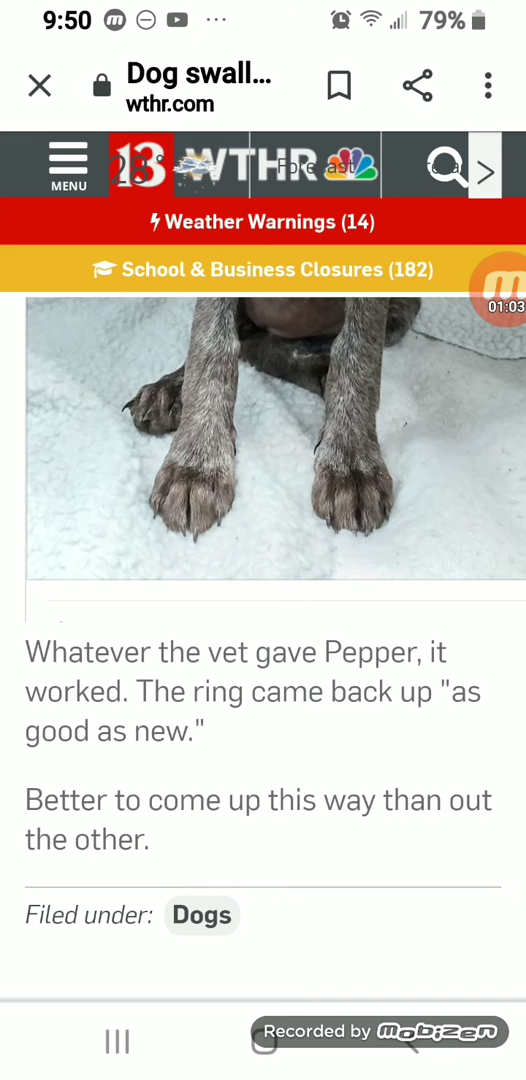 9:50
79%
Dog swall...
wthr.com
MENU
13 WTHR
Forecast
Weather Warnings (14)
School & Business Closures (182)
01:03
Whatever the vet gave Pepper, it
worked. The ring came back up "as
good as new."
Better to come up this way than out
the other.
Filed under: Dogs
Recorded by Mobizen